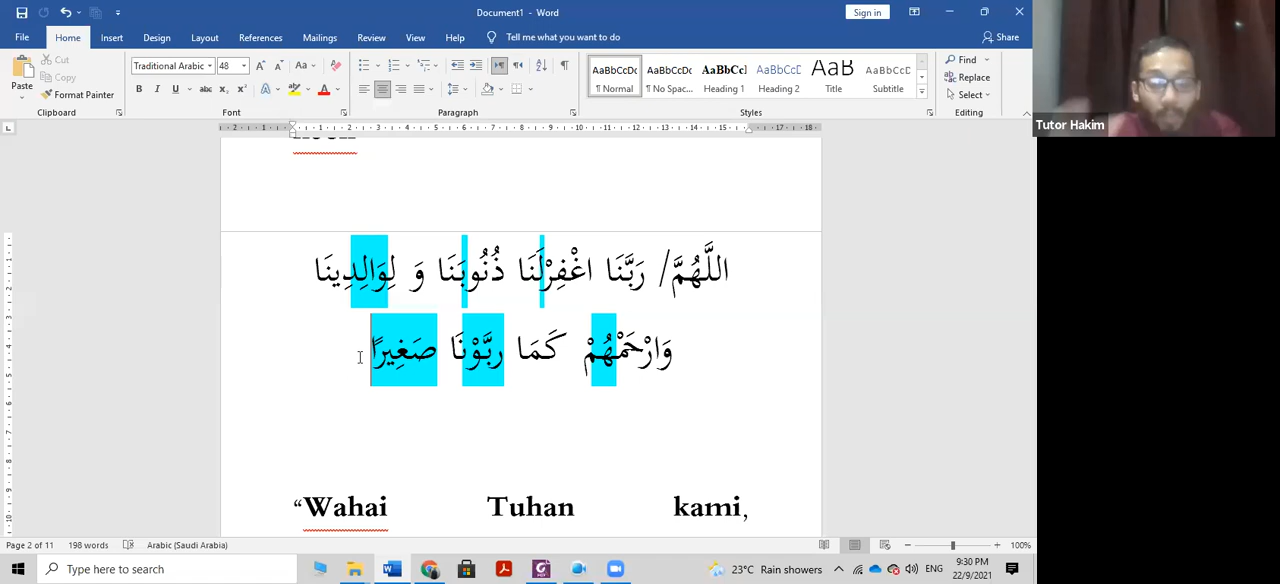 Document1 - Word
Sign in
File Home Insert Design Layout References Mailings Review View Help Tell me what you want to do Share
Paste Cut Copy Format Painter
Traditional Arabic 48
AaBbCcDc AaBbCcDc AaBbCc AaBbCcD AaB AaBbCcD
¶ Normal ¶ No Spac... Heading 1 Heading 2 Title Subtitle
Find Replace Select
Clipboard Font Paragraph Styles Editing
Tutor Hakim
اللَّهُمَّ/ رَبَّنَا اغْفِرْلَنَا ذُنُوبَنَا وَ لِوَالِدِينَا
وَارْحَمْهُمْ كَمَا رَبَّوْنَا صَغِيرًا
“Wahai Tuhan kami,
Page 2 of 11 198 words Arabic (Saudi Arabia) 100%
Type here to search 23°C Rain showers ENG 9:30 PM
22/9/2021